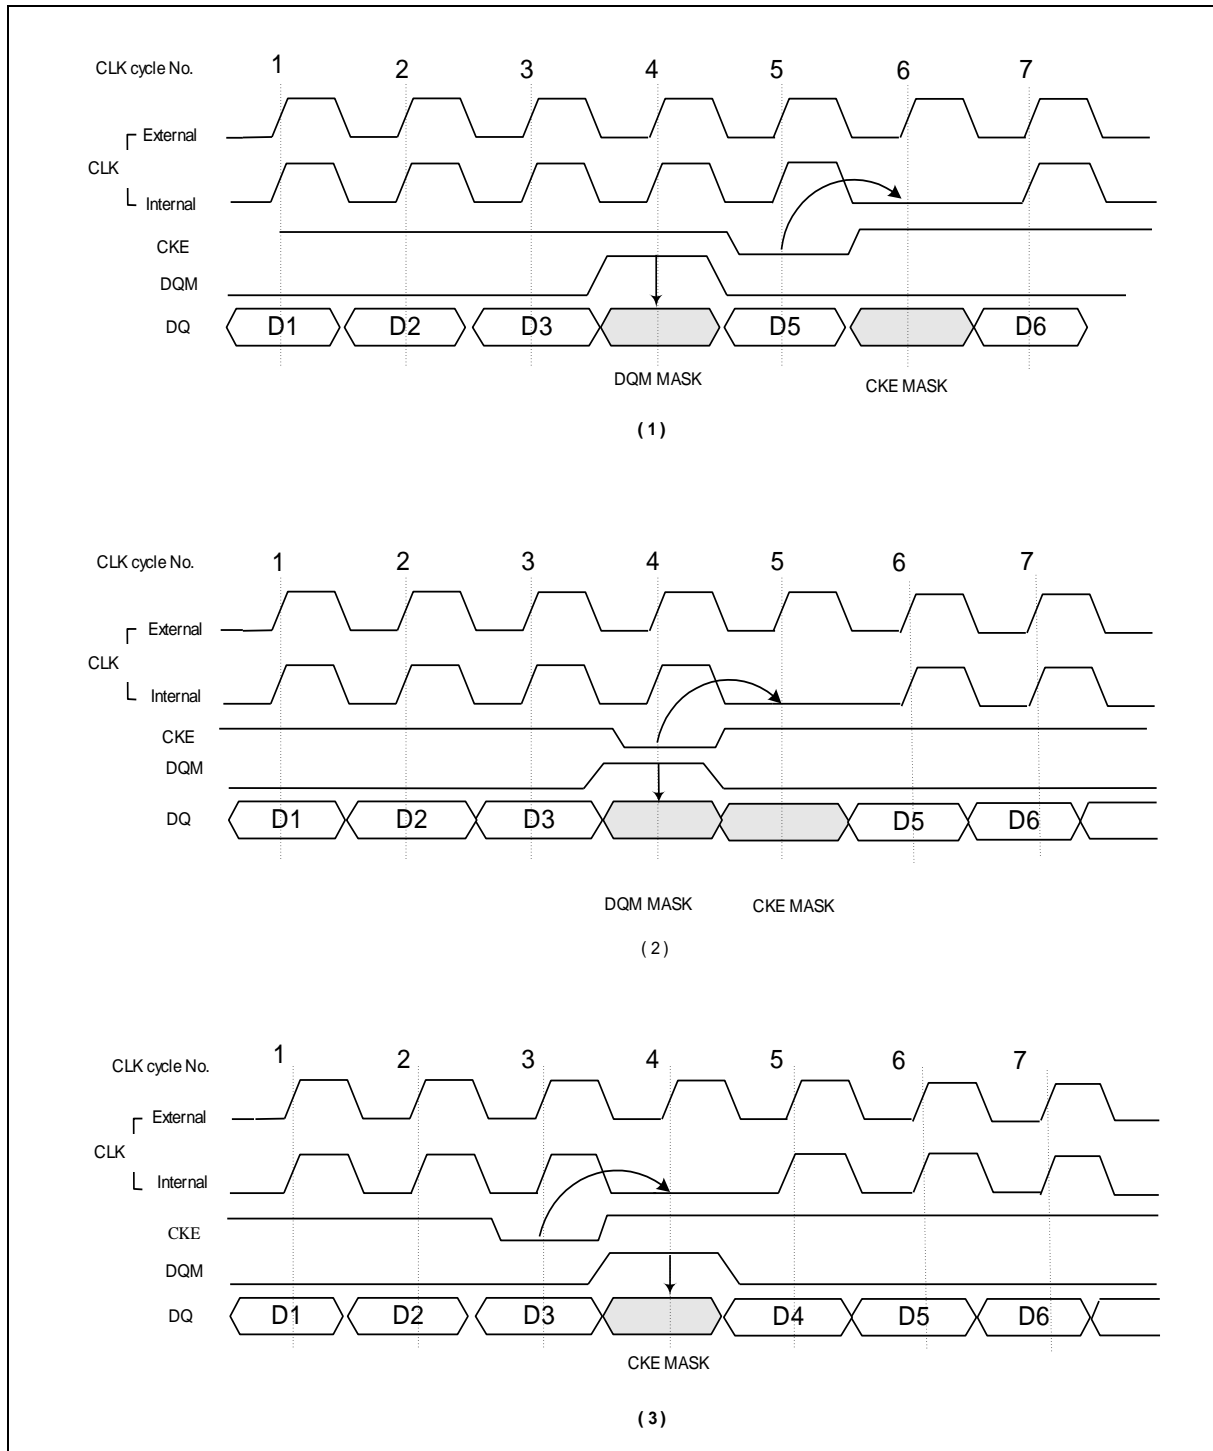 CLK cycle No. 1 2 3 4 5 6 7
External
CLK
Internal
CKE
DQM
DQ D1 D2 D3 D5 D6
DQM MASK CKE MASK
( 1 )
CLK cycle No. 1 2 3 4 5 6 7
External
CLK
Internal
CKE
DQM
DQ D1 D2 D3 D5 D6
DQM MASK CKE MASK
( 2 )
CLK cycle No. 1 2 3 4 5 6 7
External
CLK
Internal
CKE
DQM
DQ D1 D2 D3 D4 D5 D6
CKE MASK
( 3 )